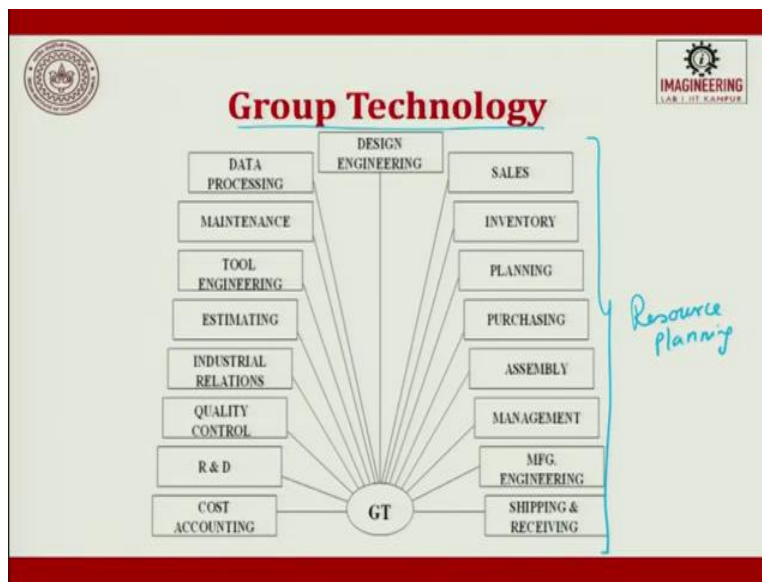 IMAGINEERING
LAB | IIT KANPUR
Group Technology
DESIGN
ENGINEERING
DATA
PROCESSING
MAINTENANCE
TOOL
ENGINEERING
ESTIMATING
INDUSTRIAL
RELATIONS
QUALITY
CONTROL
R & D
COST
ACCOUNTING
GT
SALES
INVENTORY
PLANNING
PURCHASING
ASSEMBLY
MANAGEMENT
MFG.
ENGINEERING
SHIPPING &
RECEIVING
Resource
planning